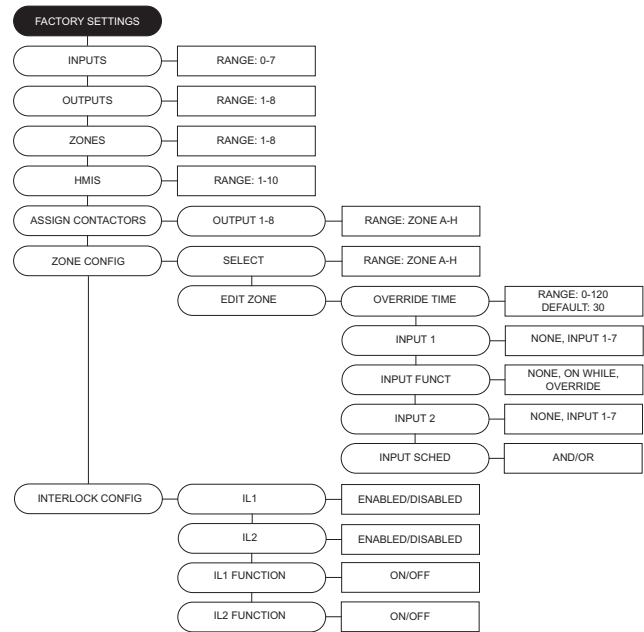 FACTORY SETTINGS
INPUTS
RANGE: 0-7
OUTPUTS
RANGE: 1-8
ZONES
RANGE: 1-8
HMIS
RANGE: 1-10
ASSIGN CONTACTORS
OUTPUT 1-8
RANGE: ZONE A-H
ZONE CONFIG
SELECT
RANGE: ZONE A-H
EDIT ZONE
OVERRIDE TIME
RANGE: 0-120
DEFAULT: 30
INPUT 1
NONE, INPUT 1-7
INPUT FUNCT
NONE, ON WHILE,
OVERRIDE
INPUT 2
NONE, INPUT 1-7
INPUT SCHED
AND/OR
INTERLOCK CONFIG
IL1
ENABLED/DISABLED
IL2
ENABLED/DISABLED
IL1 FUNCTION
ON/OFF
IL2 FUNCTION
ON/OFF